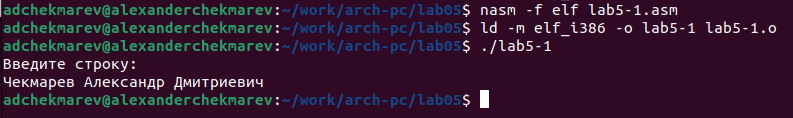 adchekmarev@alexanderchekmarev:~/work/arch-pc/lab05$ nasm -f elf lab5-1.asm
adchekmarev@alexanderchekmarev:~/work/arch-pc/lab05$ ld -m elf_i386 -o lab5-1 lab5-1.o
adchekmarev@alexanderchekmarev:~/work/arch-pc/lab05$ ./lab5-1
Введите строку:
Чекмарев Александр Дмитриевич
adchekmarev@alexanderchekmarev:~/work/arch-pc/lab05$